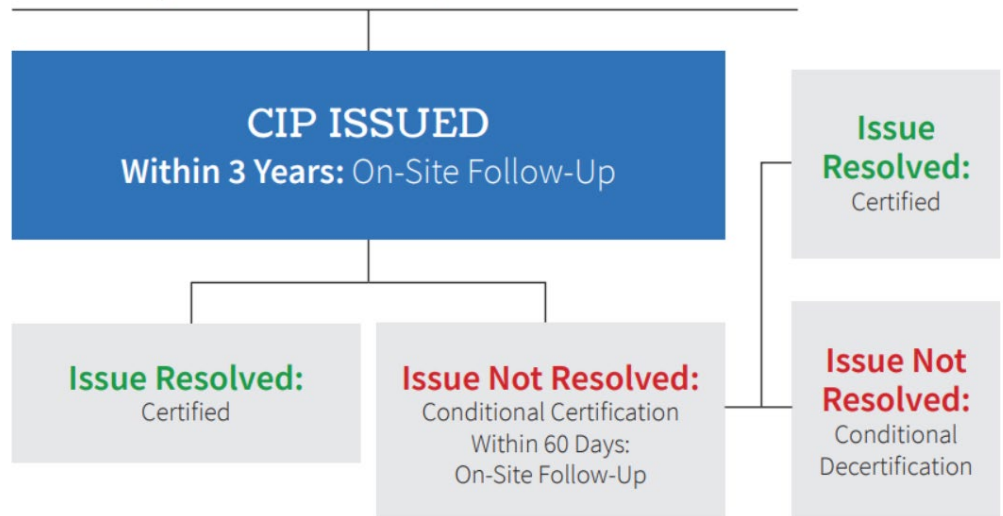 CIP ISSUED
Within 3 Years: On-Site Follow-Up
Issue Resolved:
Certified
Issue Not Resolved:
Conditional Certification
Within 60 Days:
On-Site Follow-Up
Issue
Resolved:
Certified
Issue Not
Resolved:
Conditional
Decertification